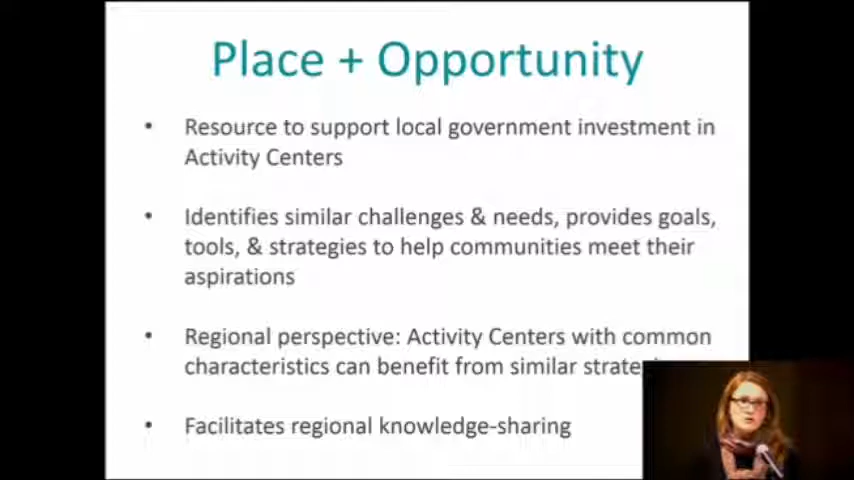 Place + Opportunity
• Resource to support local government investment in
Activity Centers
• Identifies similar challenges & needs, provides goals,
tools, & strategies to help communities meet their
aspirations
• Regional perspective: Activity Centers with common
characteristics can benefit from similar
• Facilitates regional knowledge-sharing